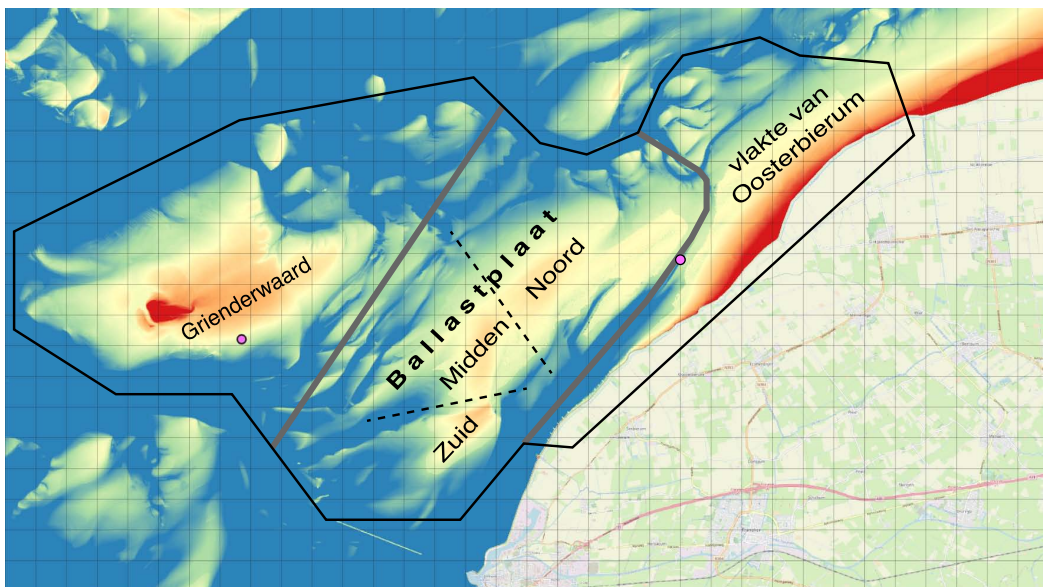 vlakte van
Oosterbierum
Ballastplaat
Noord
Grienderwaard
Midden
Zuid